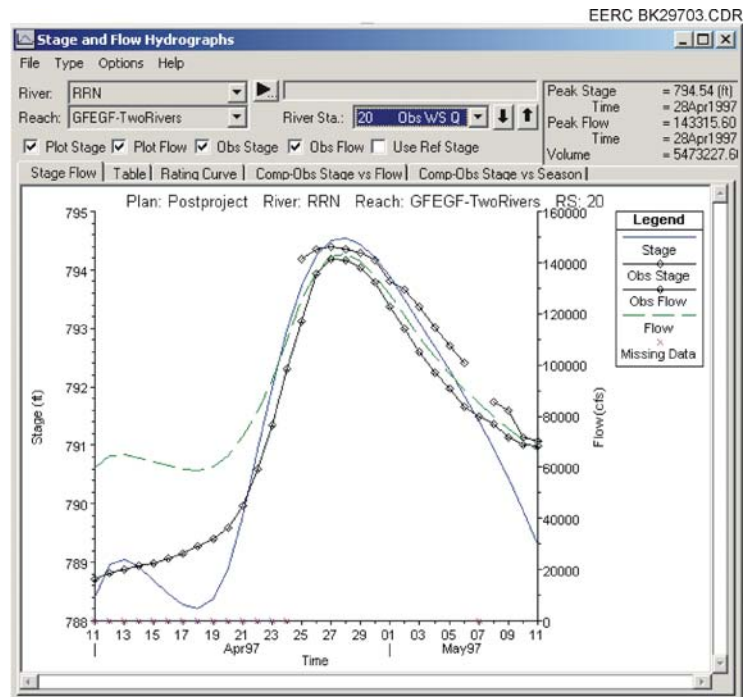 EERC BK29703.CDR
Stage and Flow Hydrographs
File Type Options Help
River: RRN
Reach: GFEGF-TwoRivers River Sta.: 20 Obs WS Q
Peak Stage = 794.54 (ft)
Time = 28Apr1997
Peak Flow = 143315.60
Time = 28Apr1997
Volume = 5473227.6
Plot Stage Plot Flow Obs Stage Obs Flow Use Ref Stage
Stage Flow Table Rating Curve Comp-Obs Stage vs Flow Comp-Obs Stage vs Season
Plan: Postproject River: RRN Reach: GFEGF-TwoRivers RS: 20
795
794
793
792
791
790
789
788
Stage (ft)
160000
140000
120000
100000
80000
60000
40000
20000
0
Flow (cfs)
Legend
Stage
Obs Stage
Obs Flow
Flow
Missing Data
11 13 15 17 19 21 23 25 27 29 01 03 05 07 09 11
Apr97 May97
Time